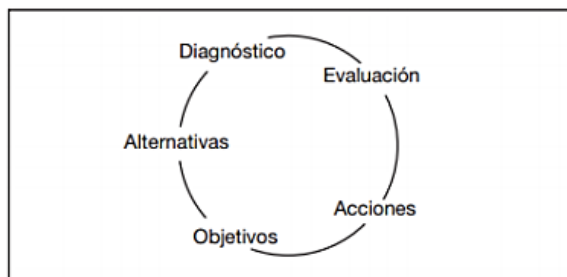 Diagnóstico
Evaluación
Alternativas
Acciones
Objetivos